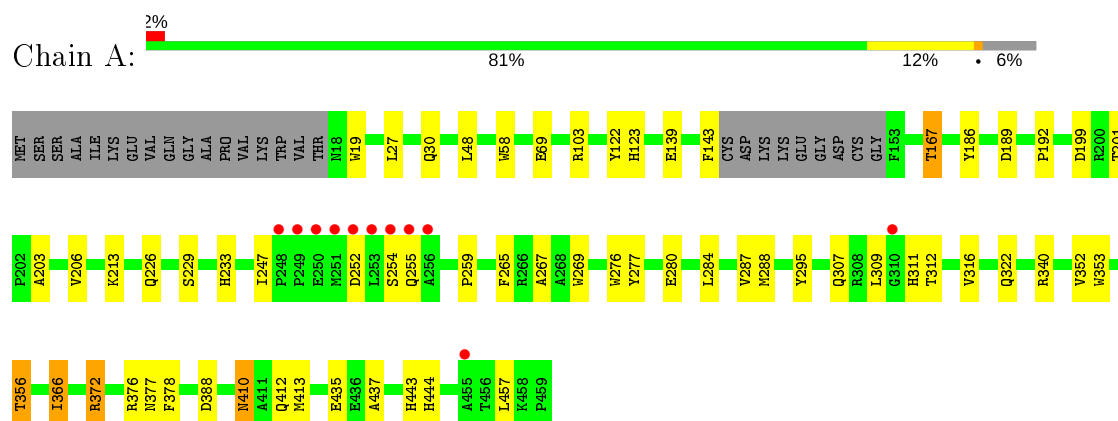 2%
Chain A:
81% 12% • 6%
MET SER SER ALA ILE LYS GLU VAL GLN GLY ALA PRO VAL LYS TRP VAL THR N18 W19 L27 Q30 L48 W58 E69 R103 Y122 H123 E139 F143 CYS ASP LYS LYS GLU GLY ASP CYS GLY F153 T167 Y186 D189 P192 D199 R200 T201
P202 A203 V206 K213 Q226 S229 H233 I247 P248 P249 E250 M251 D252 L253 S254 Q255 A256 P259 F265 R266 A267 A268 W269 W276 Y277 E280 L284 V287 M288 Y295 Q307 R308 L309 G310 H311 T312 V316 Q322 R340 V352 W353
T356 I366 R372 R376 N377 F378 D388 N410 A411 Q412 M413 E435 E436 A437 H443 H444 A455 T456 L457 K458 P459